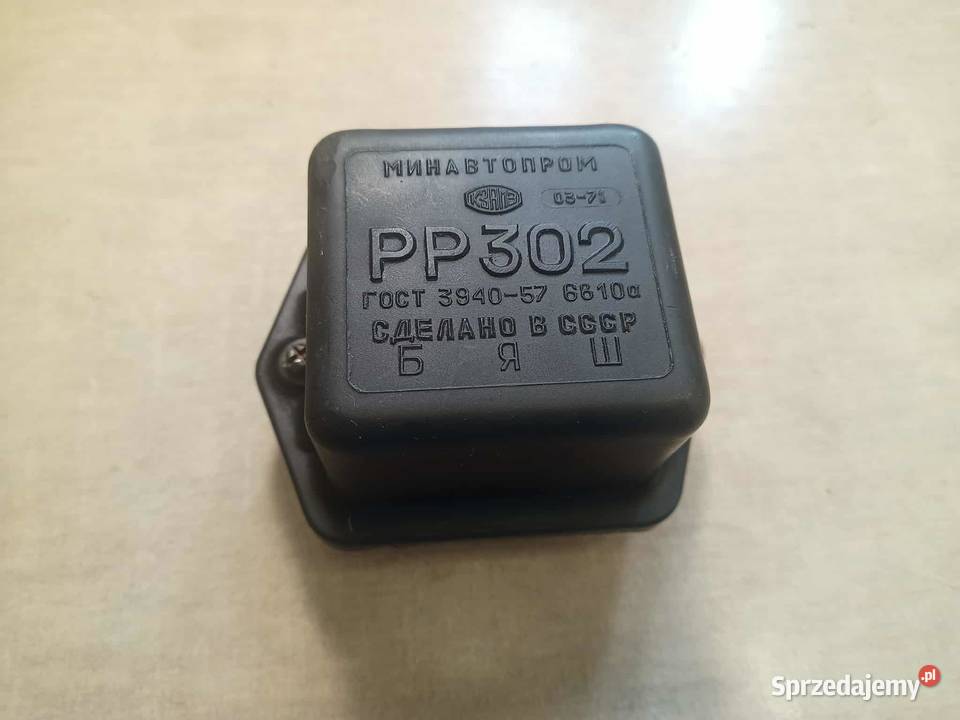 МИНАВТОПРОМ
КЗАТЭ 03-71
РР302
ГОСТ 3940-57 6610а
СДЕЛАНО В СССР
Б Я Ш
Sprzedajemy.pl